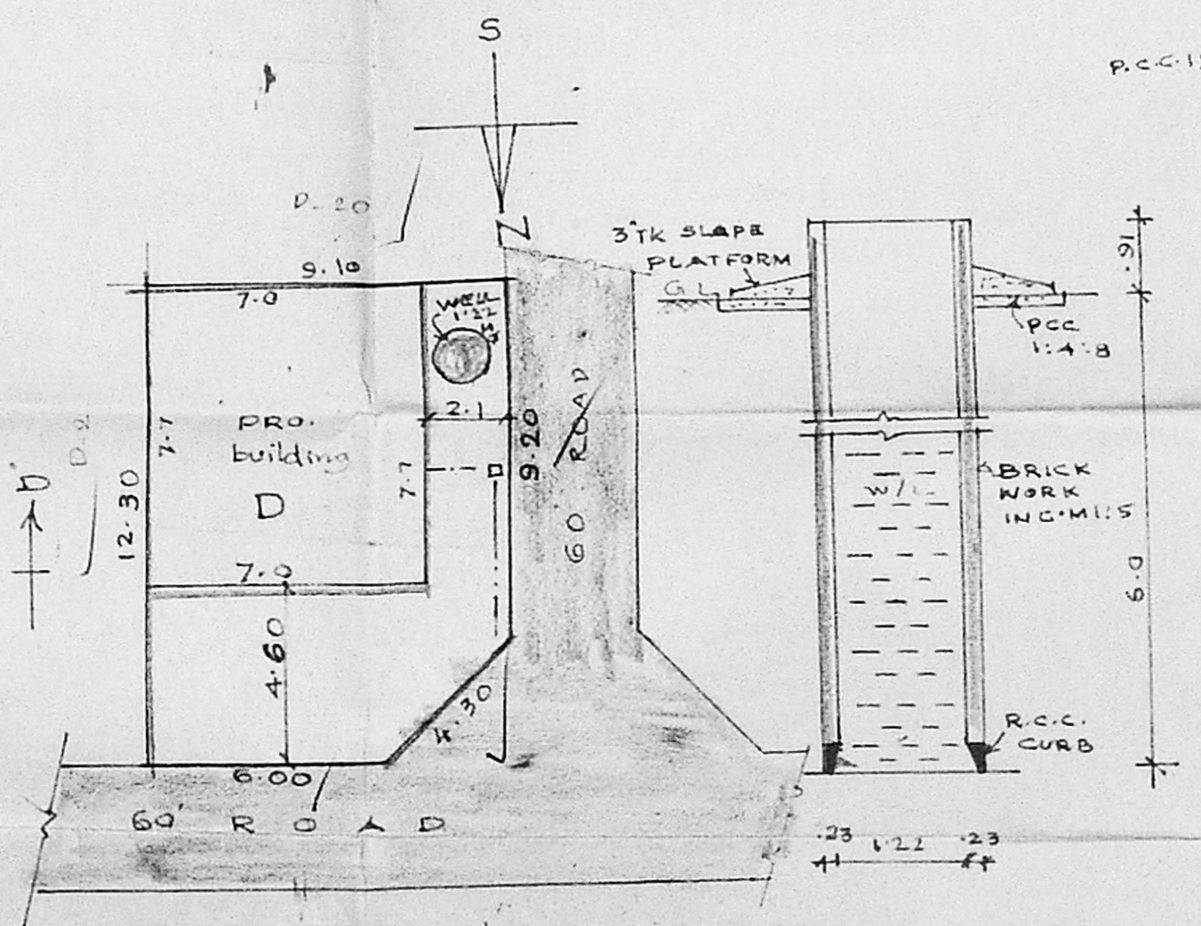 S
P.C.C.1:
D-20
N
3"TK SLOPE
PLATFORM
G.L.
.91
9.10
7.0
WELL
1.22
PCC
1:4:8
2.1
7.7
PRO.
building
D
7.7
9.20
60' ROAD
D-2
D
12.30
W/L
BRICK
WORK
IN C.M 1:5
6.0
7.0
4.60
4.30
R.C.C.
CURB
6.00
60' ROAD
.23 1.22 .23